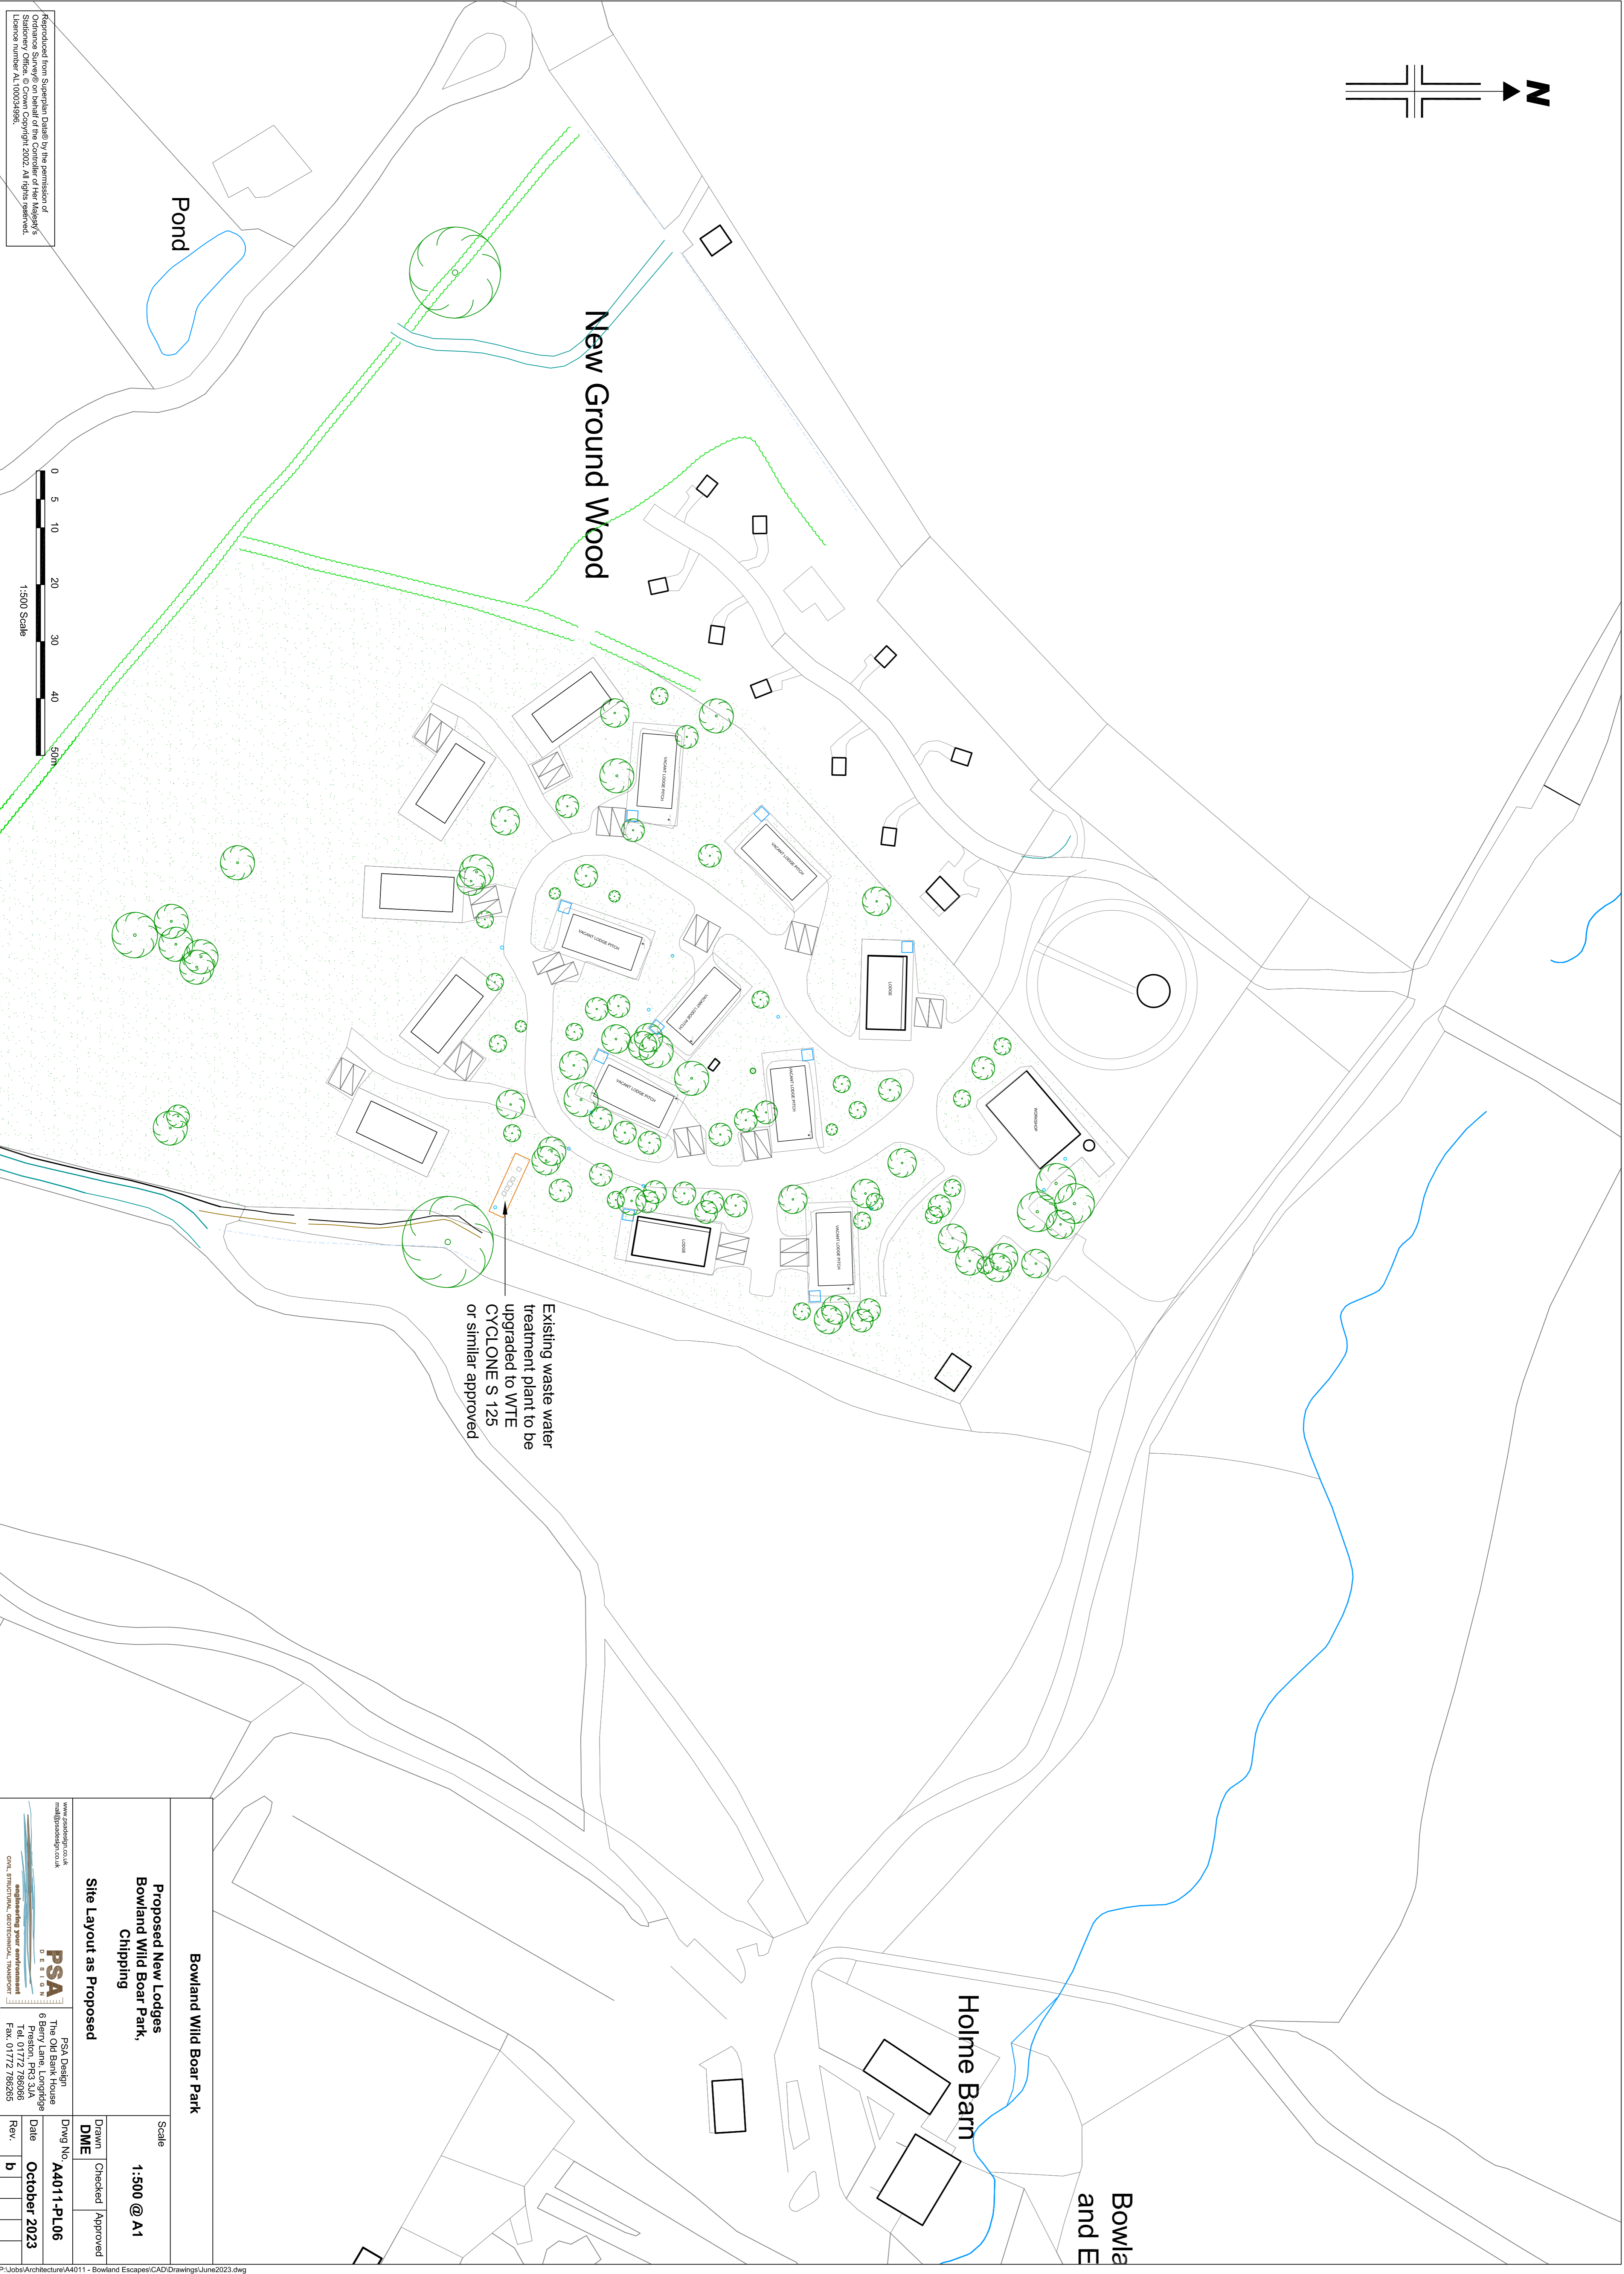 N
Reproduced from Superplan Data® by the permission of
Ordnance Survey® on behalf of the Controller of Her Majesty's
Stationery Office. © Crown Copyright 2002. All rights reserved.
Licence number AL100034996.
Pond
New Ground Wood
0 5 10 20 30 40 50m
1:500 Scale
VACANT LODGE PITCH
VACANT LODGE PITCH
VACANT LODGE PITCH
VACANT LODGE PITCH
VACANT LODGE PITCH
VACANT LODGE PITCH
VACANT LODGE PITCH
LODGE
LODGE
WORKSHOP
Existing waste water
treatment plant to be
upgraded to WTE
CYCLONE S 125
or similar approved
Holme Barn
Bowla
and E
Bowland Wild Boar Park
Proposed New Lodges
Bowland Wild Boar Park,
Chipping
Site Layout as Proposed
Scale
1:500 @ A1
Drawn Checked Approved
DME
Drwg No. A4011-PL06
Date October 2023
Rev. b
www.psadesign.co.uk
mail@psadesign.co.uk
PSA
DESIGN
engineering your environment
CIVIL, STRUCTURAL, GEOTECHNICAL, TRANSPORT
PSA Design
The Old Bank House
6 Berry Lane, Longridge
Preston, PR3 3JA
Tel. 01772 786066
Fax. 01772 786265
P:\Jobs\Architecture\A4011 - Bowland Escapes\CAD\Drawings\June2023.dwg